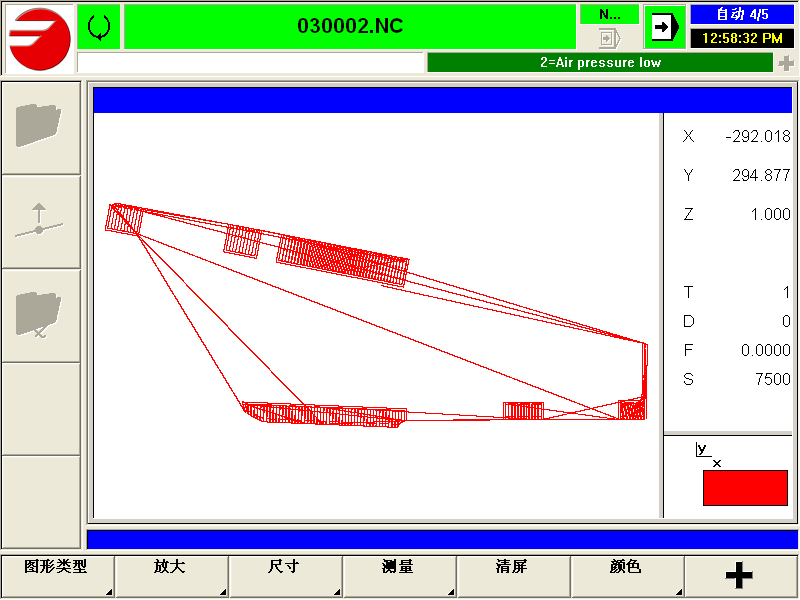 030002.NC
N...
自动 4/5
12:58:32 PM
2=Air pressure low
X -292.018
Y 294.877
Z 1.000
T 1
D 0
F 0.0000
S 7500
y
x
图形类型
放大
尺寸
测量
清屏
颜色